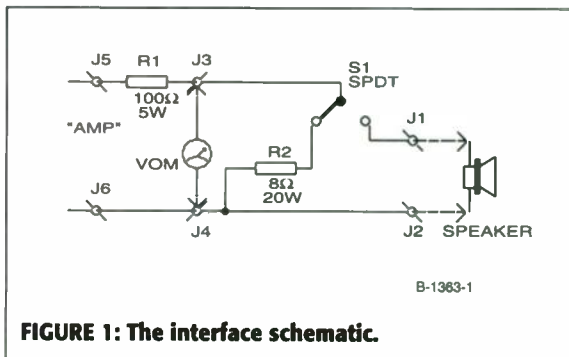 S1
SPDT
J5 R1 J3
100Ω
5W
J1
"AMP"
VOM
R2
8Ω
20W
J6
J4
J2 SPEAKER
B-1363-1
FIGURE 1: The interface schematic.